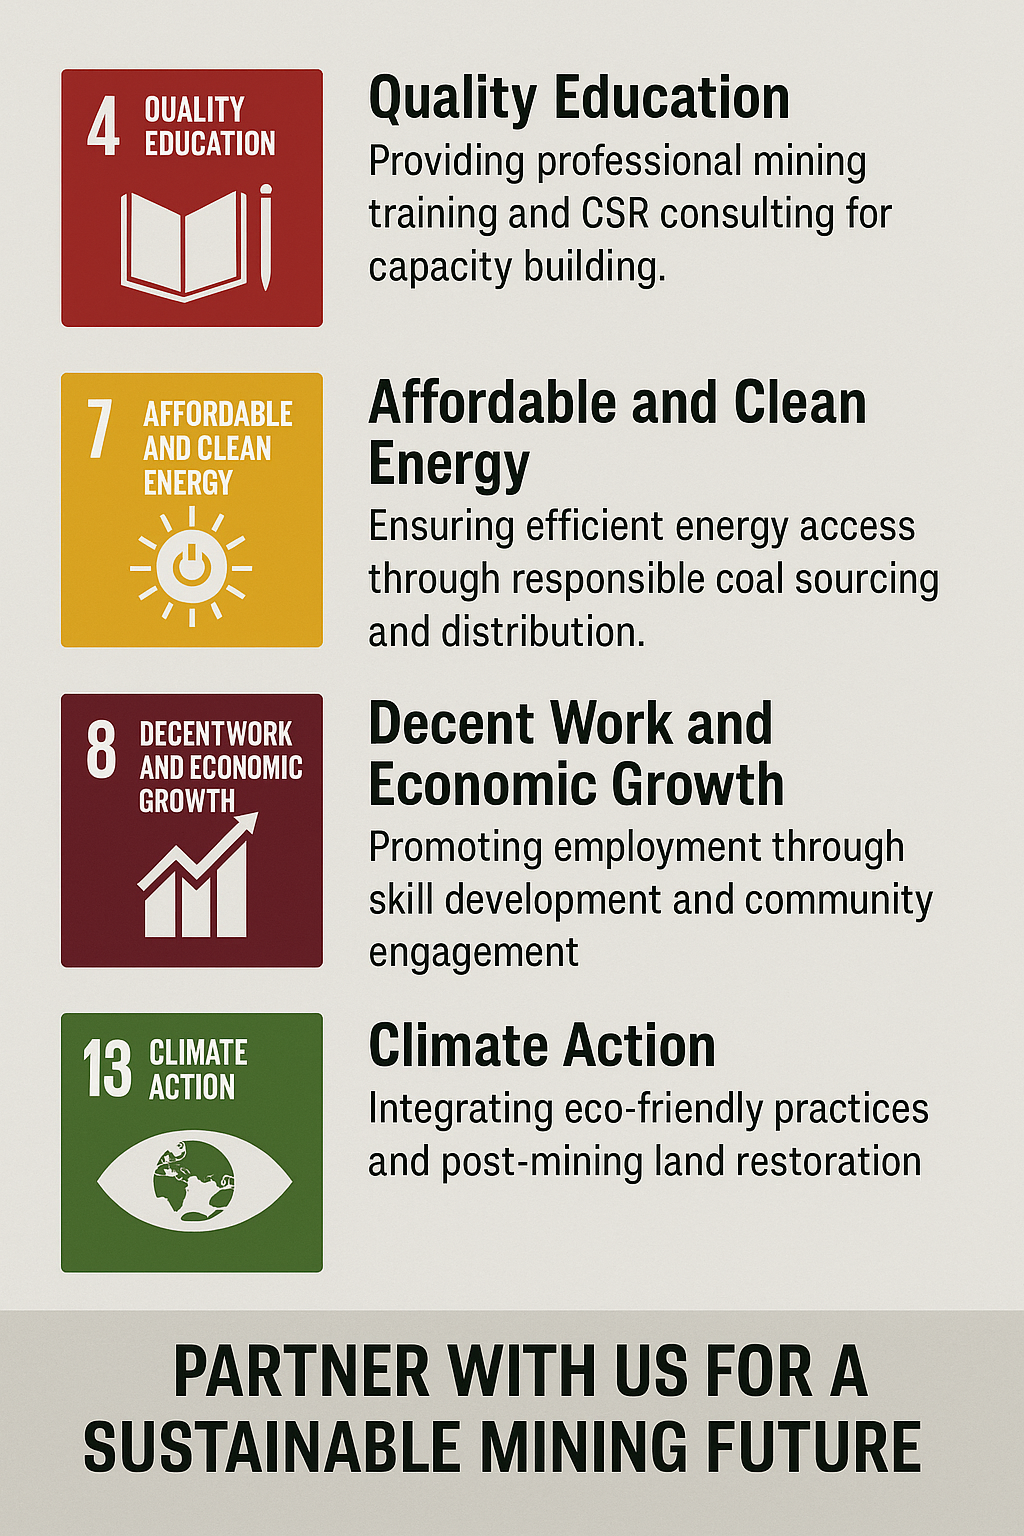 4 QUALITY
EDUCATION
Quality Education
Providing professional mining
training and CSR consulting for
capacity building.
7 AFFORDABLE
AND CLEAN
ENERGY
Affordable and Clean
Energy
Ensuring efficient energy access
through responsible coal sourcing
and distribution.
8 DECENT WORK
AND ECONOMIC
GROWTH
Decent Work and
Economic Growth
Promoting employment through
skill development and community
engagement
13 CLIMATE
ACTION
Climate Action
Integrating eco-friendly practices
and post-mining land restoration
PARTNER WITH US FOR A
SUSTAINABLE MINING FUTURE